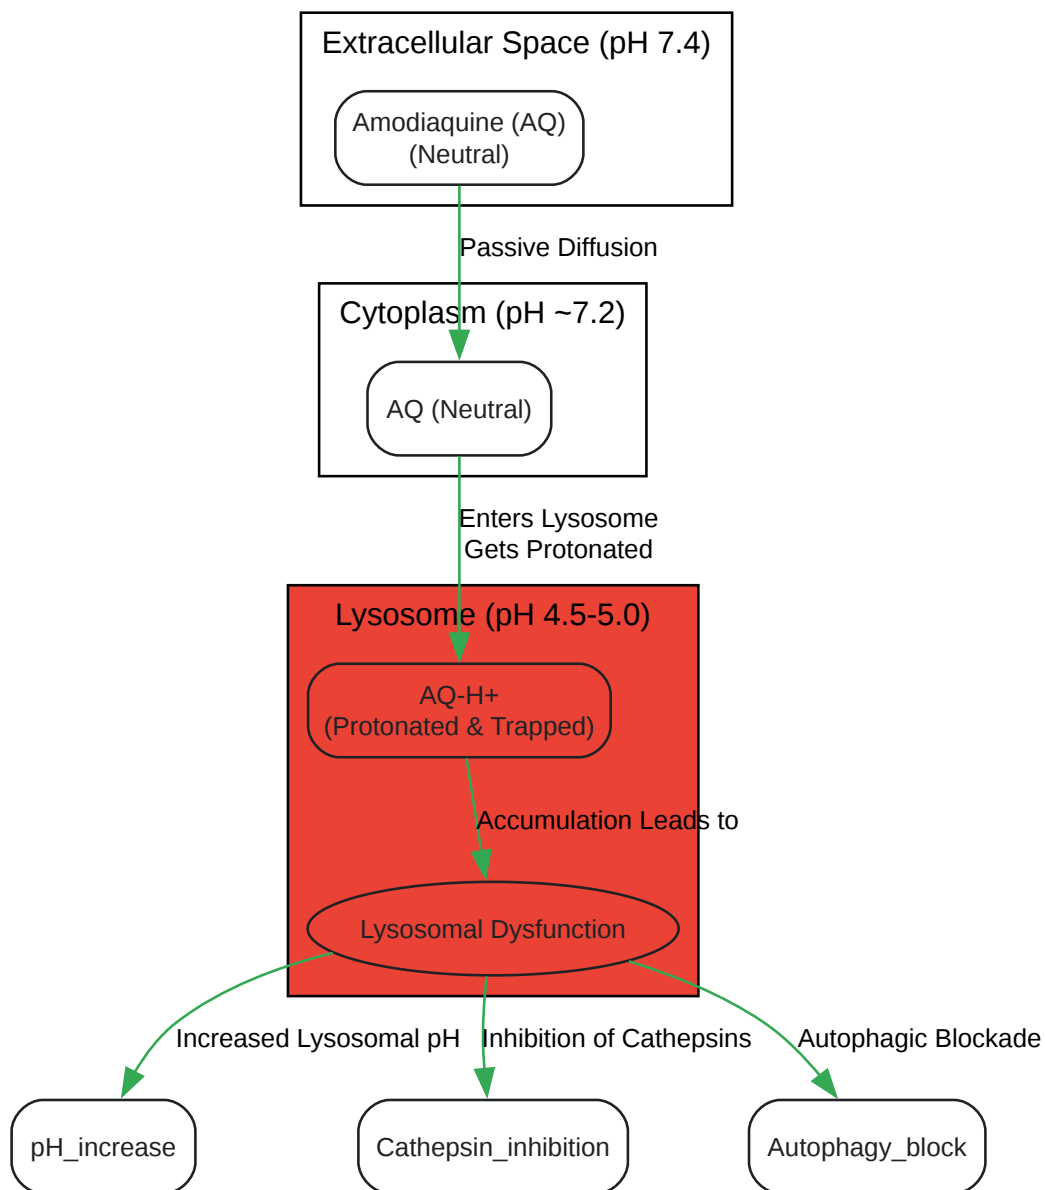 Extracellular Space (pH 7.4)
Amodiaquine (AQ)
(Neutral)
Passive Diffusion
Cytoplasm (pH ~7.2)
AQ (Neutral)
Enters Lysosome
Gets Protonated
Lysosome (pH 4.5-5.0)
AQ-H+
(Protonated & Trapped)
Accumulation Leads to
Lysosomal Dysfunction
Increased Lysosomal pH
Inhibition of Cathepsins
Autophagic Blockade
pH_increase
Cathepsin_inhibition
Autophagy_block